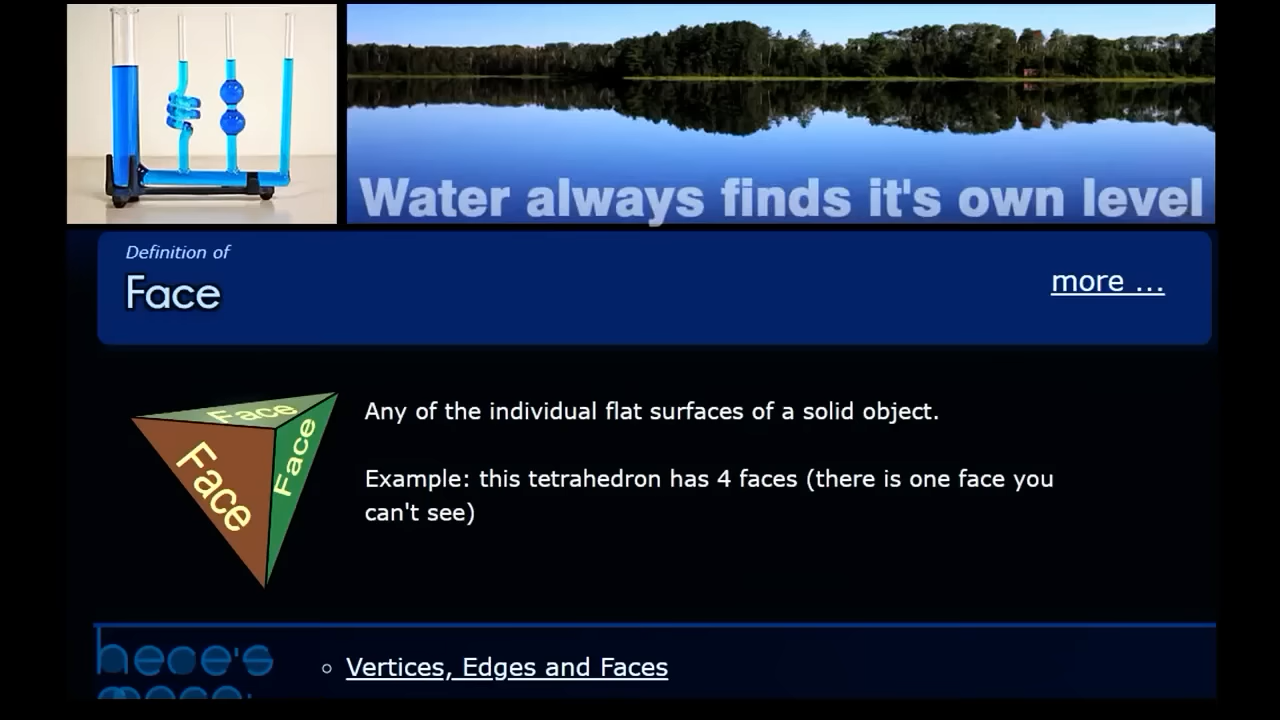 Water always finds it's own level
Definition of
Face
more ...
Face
Face
Face
Any of the individual flat surfaces of a solid object.
Example: this tetrahedron has 4 faces (there is one face you
can't see)
here's
more:
Vertices, Edges and Faces